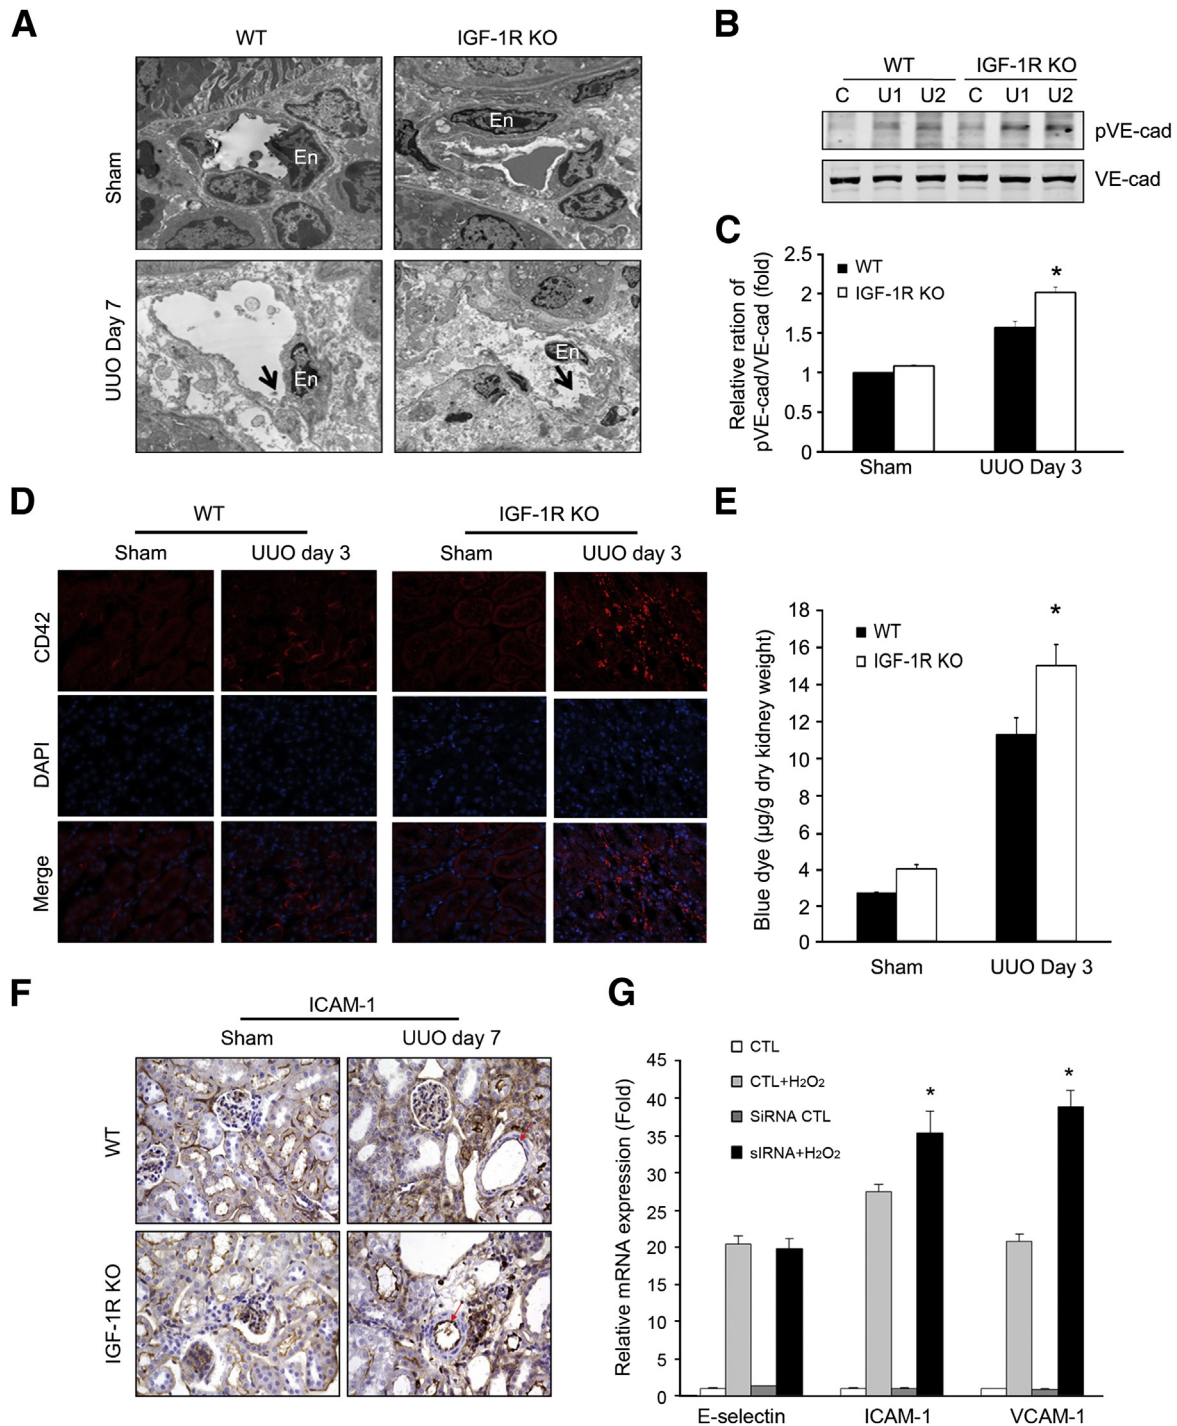 A
WT
IGF-1R KO
Sham
En
En
UUO Day 7
En
En
B
WT
IGF-1R KO
C U1 U2 C U1 U2
pVE-cad
VE-cad
C
Relative ration of
pVE-cad/VE-cad (fold)
2.5
2
1.5
1
0.5
0
WT
IGF-1R KO
*
Sham
UUO Day 3
D
WT
IGF-1R KO
Sham
UUO day 3
Sham
UUO day 3
CD42
DAPI
Merge
E
Blue dye (µg/g dry kidney weight)
18
16
14
12
10
8
6
4
2
0
WT
IGF-1R KO
*
Sham
UUO Day 3
F
ICAM-1
Sham
UUO day 7
WT
IGF-1R KO
G
Relative mRNA expression (Fold)
45
40
35
30
25
20
15
10
5
0
CTL
CTL+H2O2
SiRNA CTL
sIRNA+H2O2
*
*
E-selectin
ICAM-1
VCAM-1